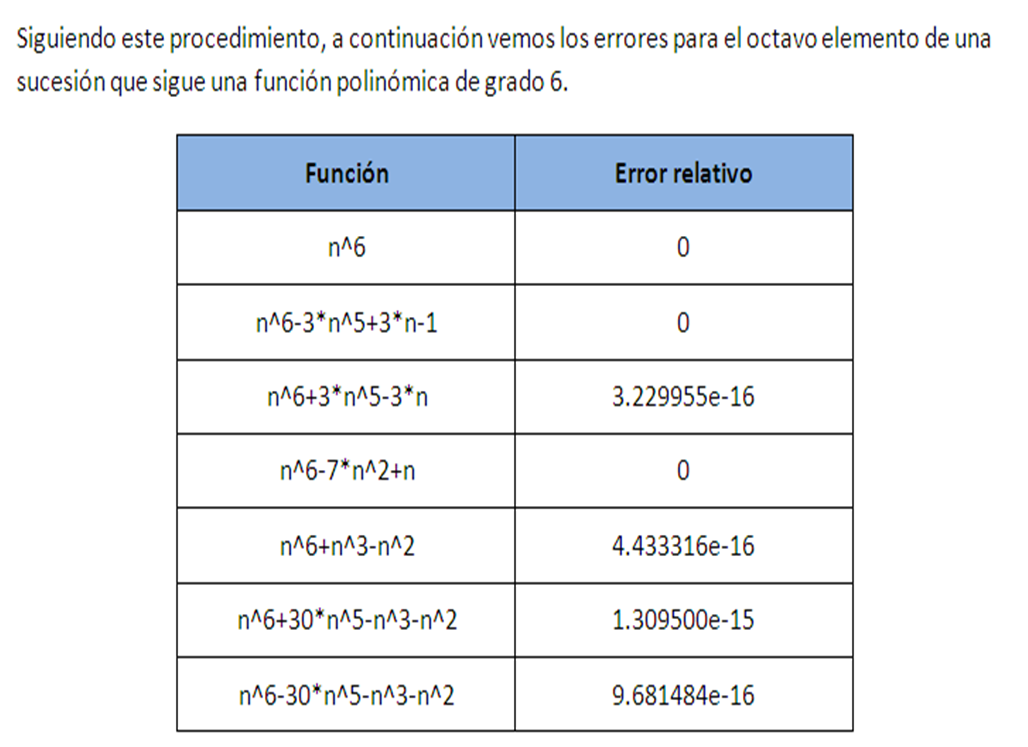 Siguiendo este procedimiento, a continuación vemos los errores para el octavo elemento de una
sucesión que sigue una función polinómica de grado 6.
Función Error relativo
n^6 0
n^6-3*n^5+3*n-1 0
n^6+3*n^5-3*n 3.229955e-16
n^6-7*n^2+n 0
n^6+n^3-n^2 4.433316e-16
n^6+30*n^5-n^3-n^2 1.309500e-15
n^6-30*n^5-n^3-n^2 9.681484e-16